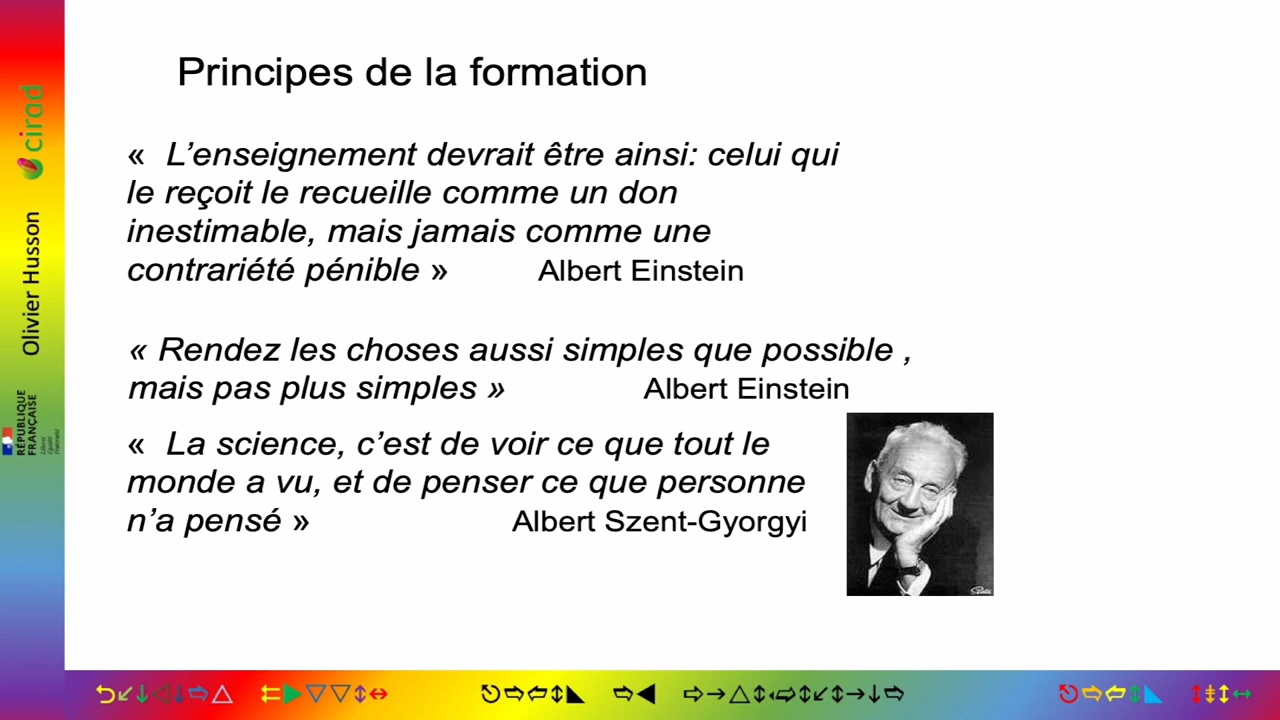 Principes de la formation
« L’enseignement devrait être ainsi: celui qui
le reçoit le recueille comme un don
inestimable, mais jamais comme une
contrariété pénible » Albert Einstein
« Rendez les choses aussi simples que possible ,
mais pas plus simples » Albert Einstein
« La science, c’est de voir ce que tout le
monde a vu, et de penser ce que personne
n’a pensé » Albert Szent-Gyorgyi
cirad
Olivier Husson
RÉPUBLIQUE
FRANÇAISE
Liberté
Égalité
Fraternité